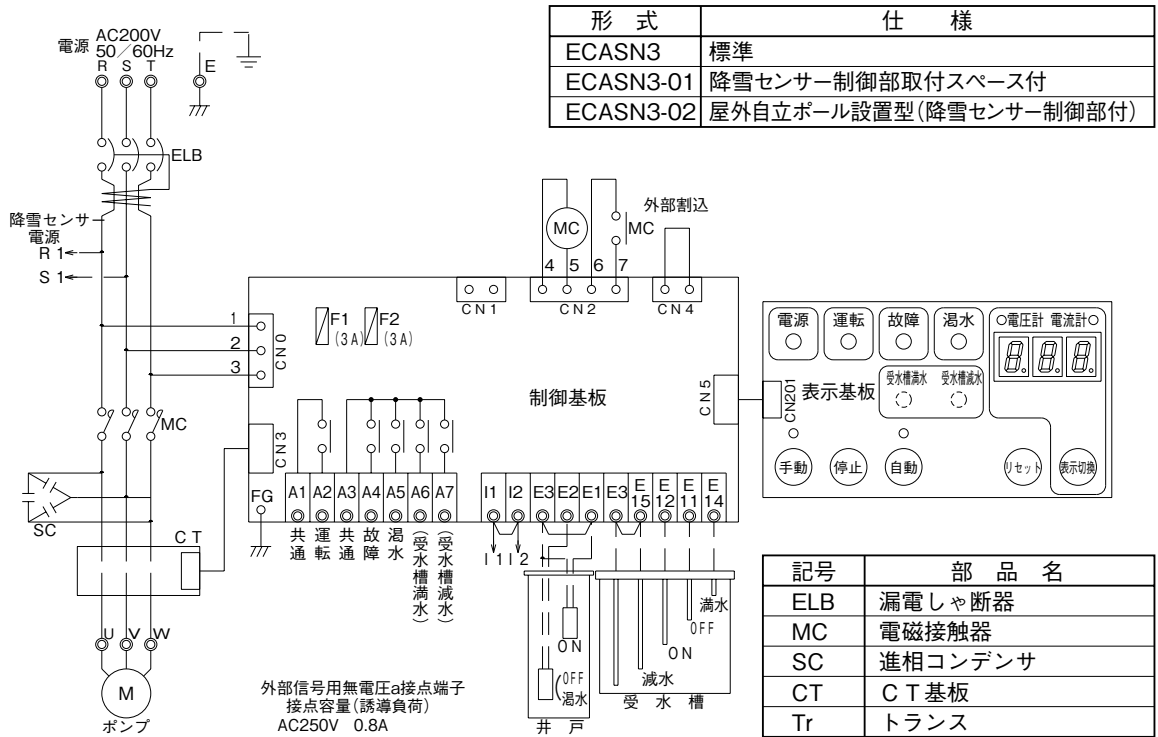 形式 仕様
ECASN3 標準
ECASN3-01 降雪センサー制御部取付スペース付
ECASN3-02 屋外自立ポール設置型(降雪センサー制御部付)
電源 AC200V
50/60Hz
R S T E
ELB
降雪センサー
電源
R1
S1
MC
MC
外部割込
4 5 6 7
CN1
CN2
CN4
F1
(3A)
F2
(3A)
1
2
3
CN0
制御基板
CN5
MC
CN3
SC
CT
FG
A1 A2 A3 A4 A5 A6 A7
I1 I2 E3 E2 E1 E3 E15 E12 E11 E14
共通
運転
共通
故障
渇水
(受水槽満水)
(受水槽減水)
I1 I2
U V W
M
ポンプ
外部信号用無電圧a接点端子
接点容量(誘導負荷)
AC250V 0.8A
ON
OFF
渇水
井戸
満水
OFF
ON
減水
受水槽
電源 運転 故障 渇水
電圧計 電流計
8.8.8.
受水槽満水 受水槽減水
CN201
表示基板
手動 停止 自動 リセット 表示切換
記号 部品名
ELB 漏電しゃ断器
MC 電磁接触器
SC 進相コンデンサ
CT CT基板
Tr トランス